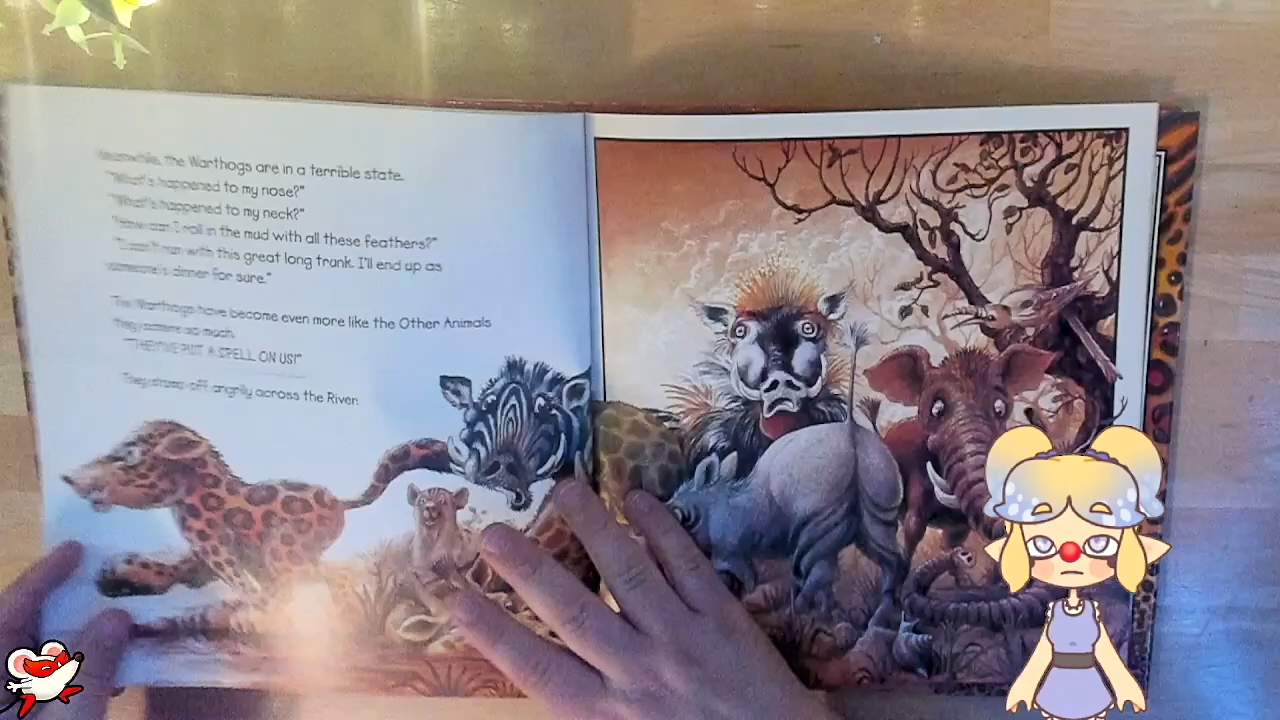 Meanwhile, the Warthogs are in a terrible state.
"What's happened to my nose?"
"What's happened to my neck?"
"How can I roll in the mud with all these feathers?"
"I can't run with this great long trunk. I'll end up as
someone's dinner for sure."
The Warthogs have become even more like the Other Animals
they admire so much.
"THEY'VE PUT A SPELL ON US!"
They stomp off angrily across the River.